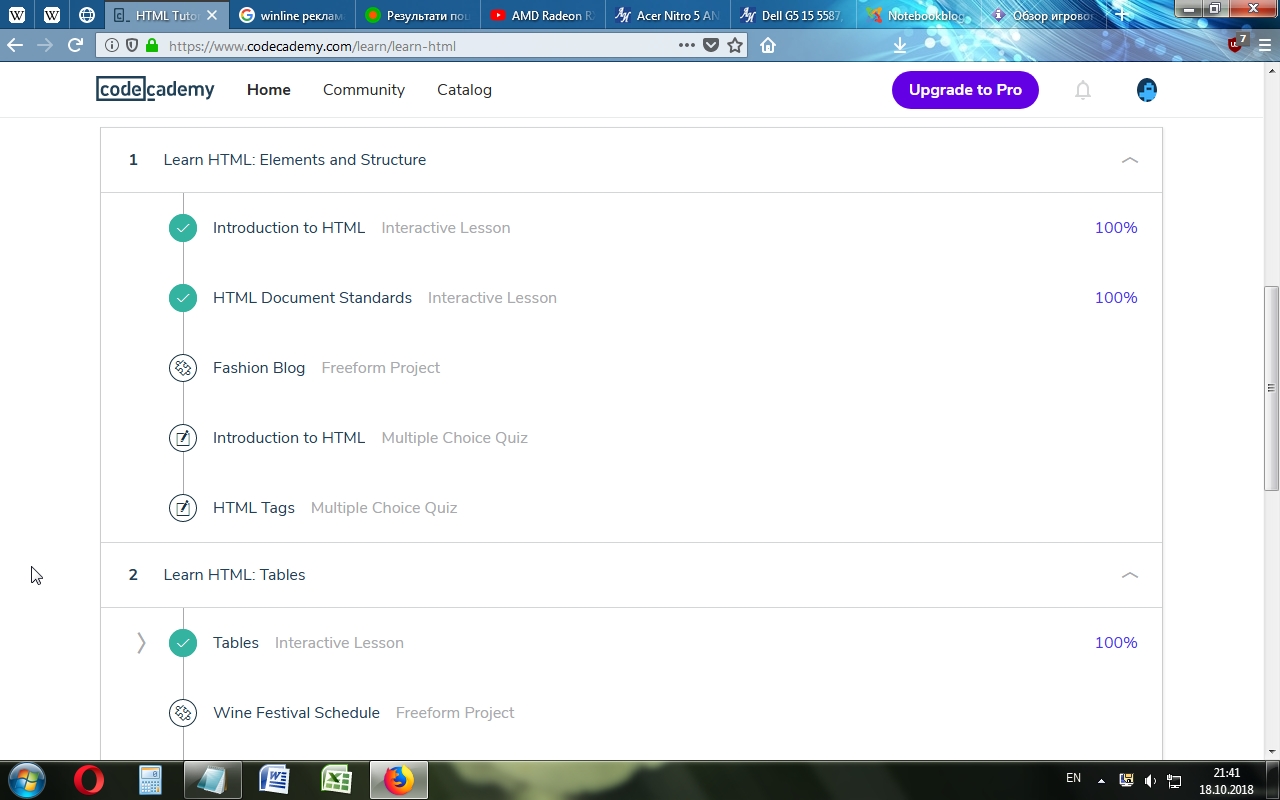 HTML Tuto
winline реклам
Результати по
AMD Radeon R
Acer Nitro 5 AN
Dell G5 15 5587,
Notebookblog
Обзор игрово
https://www.codecademy.com/learn/learn-html
7
codecademy
Home
Community
Catalog
Upgrade to Pro
1 Learn HTML: Elements and Structure
Introduction to HTML Interactive Lesson 100%
HTML Document Standards Interactive Lesson 100%
Fashion Blog Freeform Project
Introduction to HTML Multiple Choice Quiz
HTML Tags Multiple Choice Quiz
2 Learn HTML: Tables
Tables Interactive Lesson 100%
Wine Festival Schedule Freeform Project
EN
21:41
18.10.2018